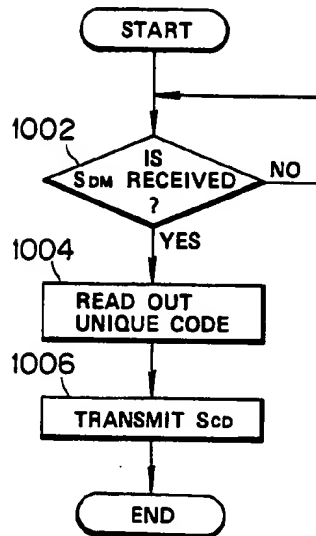 START
1002
IS
SDM RECEIVED
?
NO
YES
1004
READ OUT
UNIQUE CODE
1006
TRANSMIT SCD
END